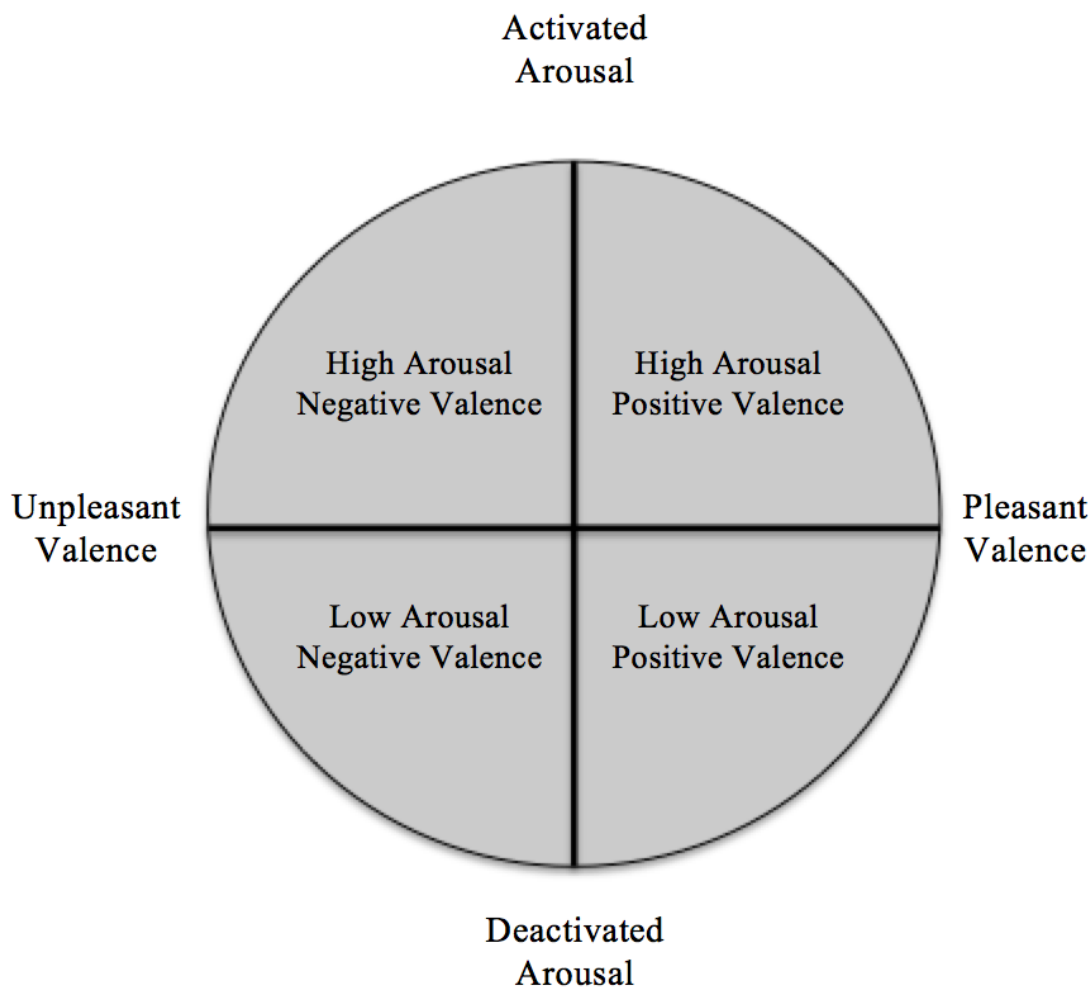 Activated
Arousal
High Arousal
Negative Valence
High Arousal
Positive Valence
Unpleasant
Valence
Pleasant
Valence
Low Arousal
Negative Valence
Low Arousal
Positive Valence
Deactivated
Arousal